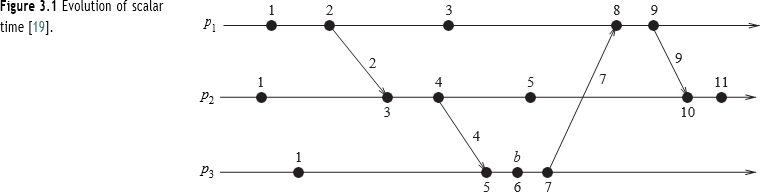 Figure 3.1 Evolution of scalar
time [19].
p1 1 2 3 8 9
2 7 9
p2 1 4 5 11
3 10
4
p3 1 b
5 6 7